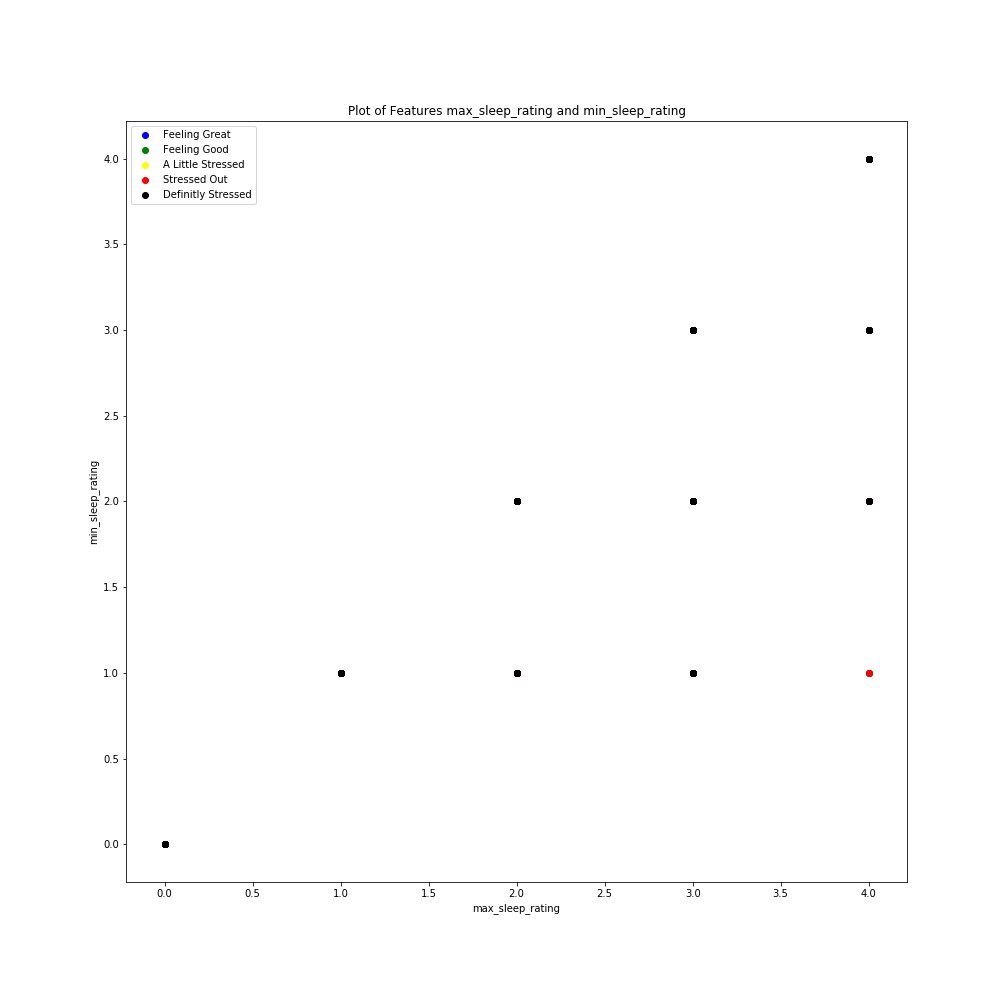 Plot of Features max_sleep_rating and min_sleep_rating
Feeling Great
Feeling Good
A Little Stressed
Stressed Out
Definitly Stressed
min_sleep_rating
4.0
3.5
3.0
2.5
2.0
1.5
1.0
0.5
0.0
0.0 0.5 1.0 1.5 2.0 2.5 3.0 3.5 4.0
max_sleep_rating